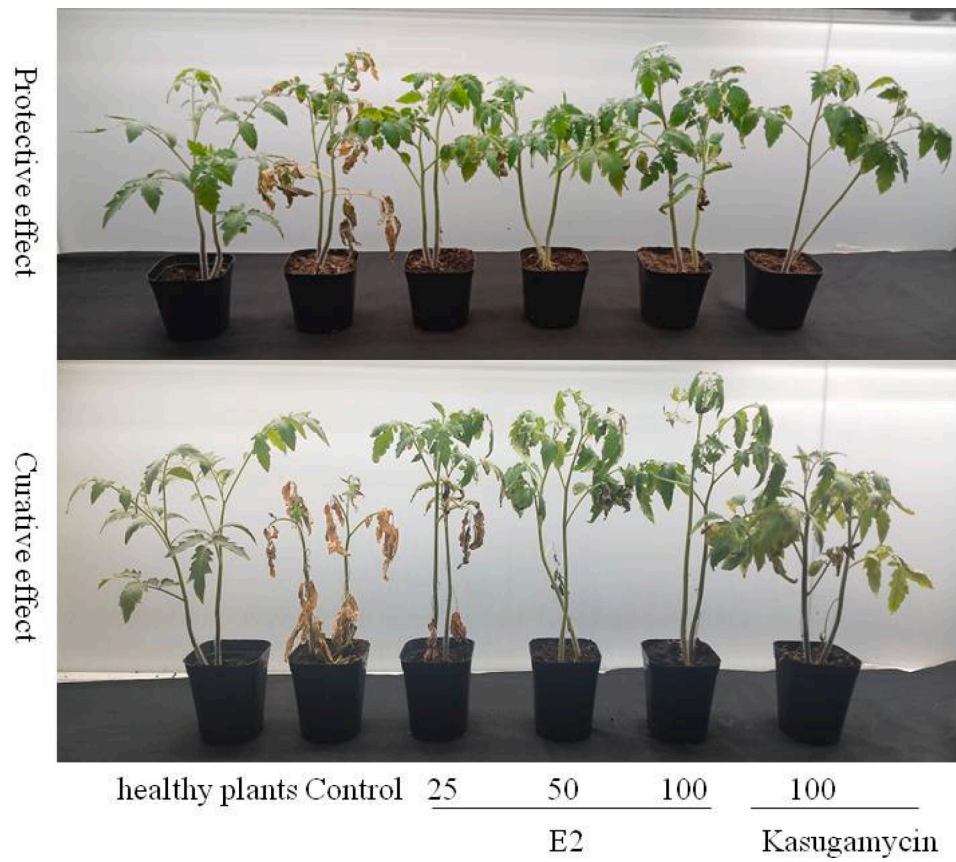 Protective effect
Curative effect
healthy plants Control 25 50 100 100
E2 Kasugamycin